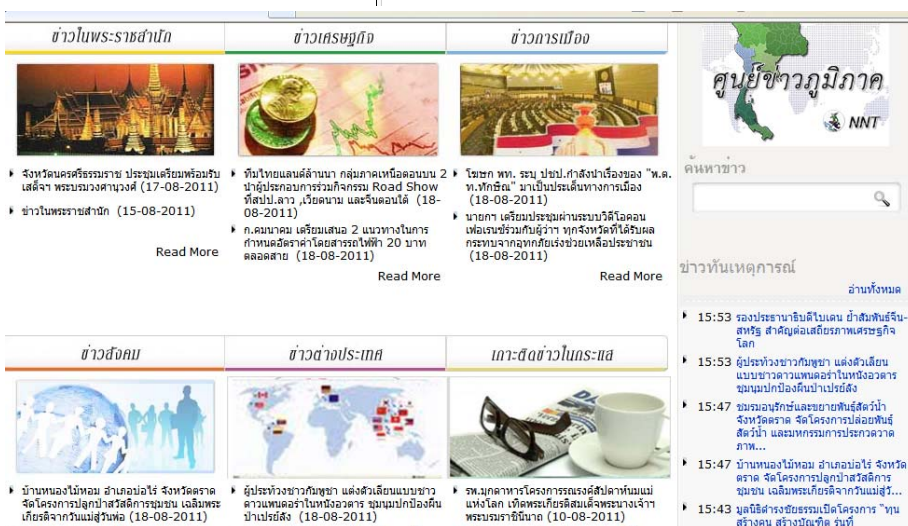 ข่าวในพระราชสำนัก
ข่าวเศรษฐกิจ
ข่าวการเมือง
จังหวัดนครศรีธรรมราช ประชุมเตรียมพร้อมรับ
เสด็จฯ พระบรมวงศานุวงศ์ (17-08-2011)
ข่าวในพระราชสำนัก (15-08-2011)
Read More
ทีมไทยแลนด์ล้านนา กลุ่มภาคเหนือตอนบน 2
นำผู้ประกอบการร่วมกิจกรรม Road Show
ที่สปป.ลาว ,เวียดนาม และจีนตอนใต้ (18-
08-2011)
ก.คมนาคม เตรียมเสนอ 2 แนวทางในการ
กำหนดอัตราค่าโดยสารรถไฟฟ้า 20 บาท
ตลอดสาย (18-08-2011)
Read More
โฆษก พท. ระบุ ปชป.กำลังนำเรื่องของ "พ.ต.
ท.ทักษิณ" มาเป็นประเด็นทางการเมือง
(18-08-2011)
นายกฯ เตรียมประชุมผ่านระบบวิดีโอคอน
เฟอเรนซ์ร่วมกับผู้ว่าฯ ทุกจังหวัดที่ได้รับผล
กระทบจากอุทกภัยเร่งช่วยเหลือประชาชน
(18-08-2011)
Read More
ศูนย์ข่าวภูมิภาค
NNT
ค้นหาข่าว
ข่าวทันเหตุการณ์
อ่านทั้งหมด
15:53 รองประธานาธิบดีไบเดน ย้ำสัมพันธ์จีน-
สหรัฐ สำคัญต่อเสถียรภาพเศรษฐกิจ
โลก
15:53 ผู้ประท้วงชาวกัมพูชา แต่งตัวเลียน
แบบชาวดาวแพนดอร่าในหนังอวตาร
ชุมนุมปกป้องผืนป่าเปรย์ลัง
15:47 ชมรมอนุรักษ์และขยายพันธุ์สัตว์น้ำ
จังหวัดตราด จัดโครงการปล่อยพันธุ์
สัตว์น้ำ และมหกรรมการประกวดวาด
ภาพ...
15:47 บ้านหนองไม้หอม อำเภอบ่อไร่ จังหวัด
ตราด จัดโครงการปลูกป่าสวัสดิการ
ชุมชน เฉลิมพระเกียรติจากวันแม่สู่วั...
15:43 มูลนิธิดำรงชัยธรรมเปิดโครงการ "ทุน
สร้างคน สร้างบัณฑิต รุ่นที่
ข่าวสังคม
ข่าวต่างประเทศ
เกาะติดข่าวในกระแส
บ้านหนองไม้หอม อำเภอบ่อไร่ จังหวัดตราด
จัดโครงการปลูกป่าสวัสดิการชุมชน เฉลิมพระ
เกียรติจากวันแม่สู่วันพ่อ (18-08-2011)
ผู้ประท้วงชาวกัมพูชา แต่งตัวเลียนแบบชาว
ดาวแพนดอร่าในหนังอวตาร ชุมนุมปกป้องผืน
ป่าเปรย์ลัง (18-08-2011)
รพ.มุกดาหารโครงการรณรงค์สัปดาห์นมแม่
แห่งโลก เทิดพระเกียรติสมเด็จพระนางเจ้าฯ
พระบรมราชินีนาถ (10-08-2011)